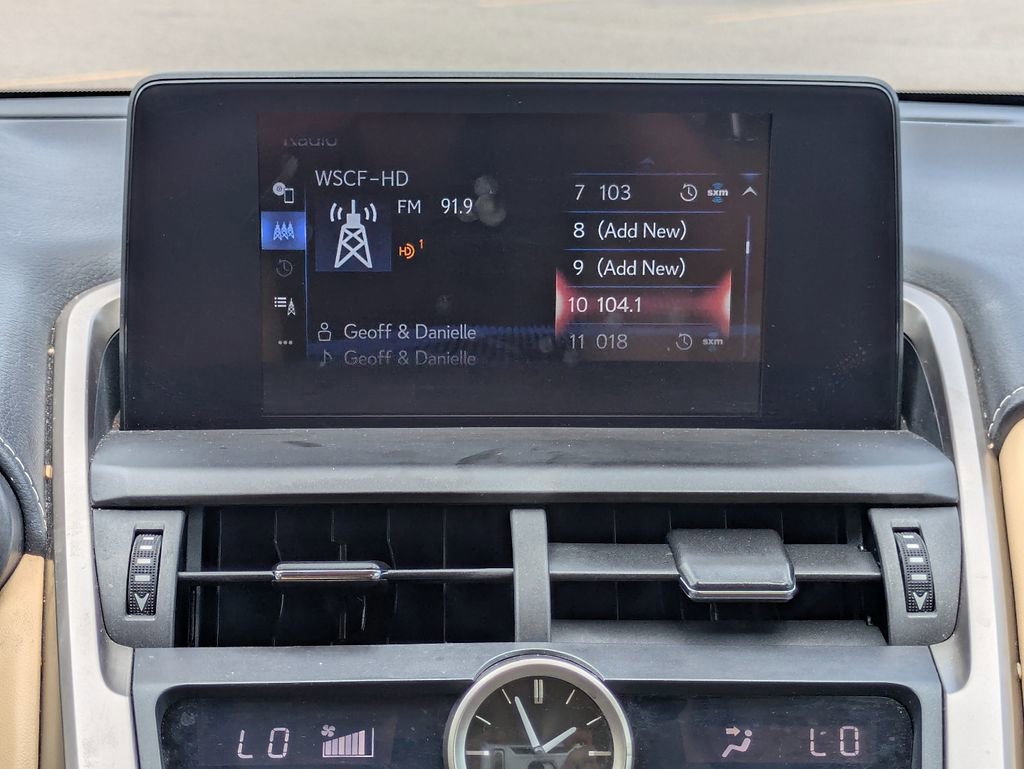 Radio
WSCF-HD
FM 91.9
HD 1
Geoff & Danielle
Geoff & Danielle
7 103 sxm
8 (Add New)
9 (Add New)
10 104.1
11 018 sxm
LO
LO